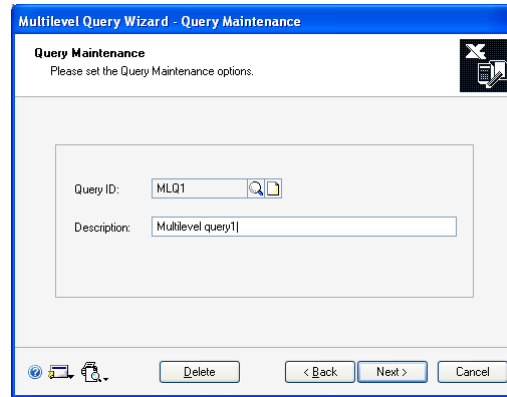 Multilevel Query Wizard - Query Maintenance
Query Maintenance
Please set the Query Maintenance options.
Query ID: MLQ1
Description: Multilevel query1
Delete < Back Next > Cancel